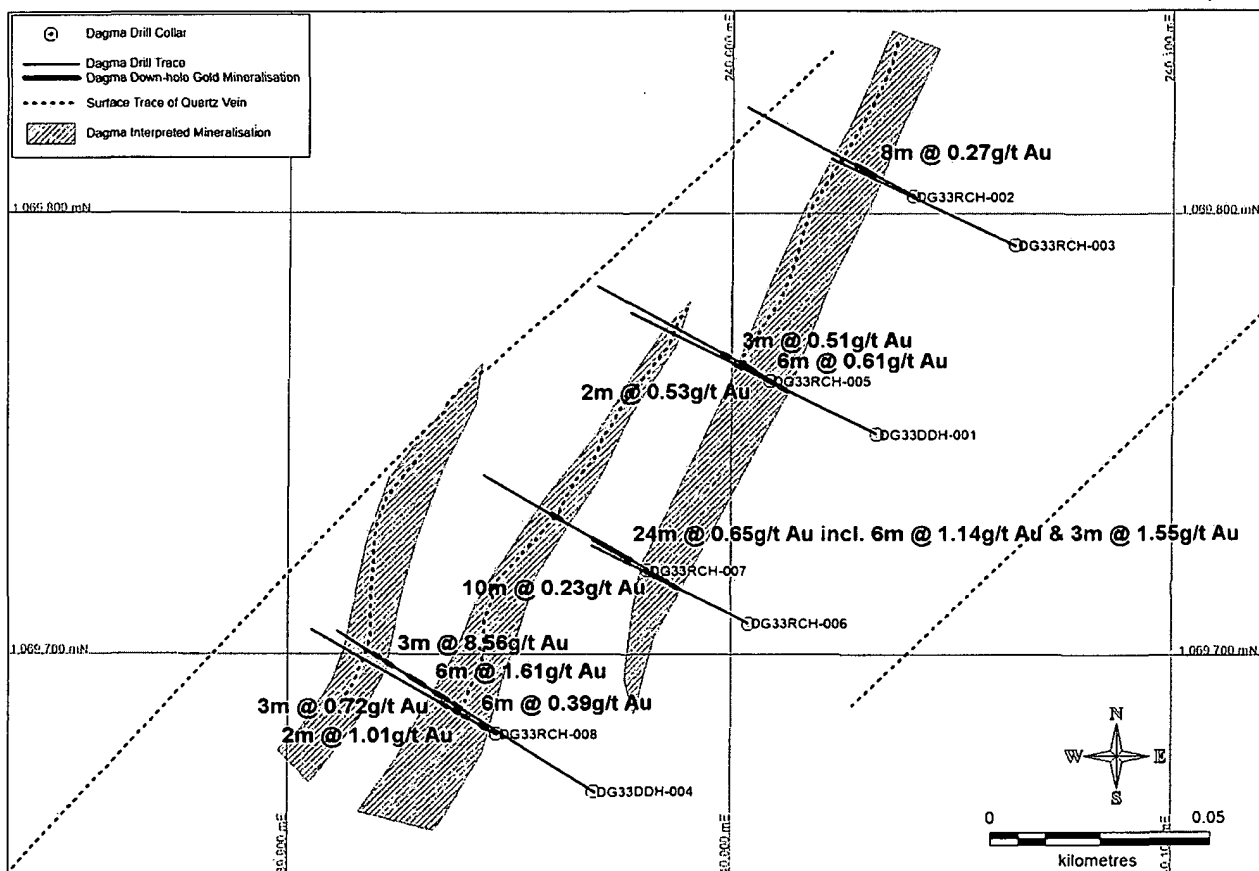 Dagma Drill Collar
Dagma Drill Trace
Dagma Down-hole Gold Mineralisation
Surface Trace of Quartz Vein
Dagma Interpreted Mineralisation
8m @ 0.27g/t Au
DG33RCH-002
1,069,800 mN
1,069,800 mN
DG33RCH-003
3m @ 0.51g/t Au
6m @ 0.61g/t Au
DG33RCH-005
2m @ 0.53g/t Au
DG33DDH-001
24m @ 0.65g/t Au incl. 6m @ 1.14g/t Au & 3m @ 1.55g/t Au
DG33RCH-007
10m @ 0.23g/t Au
DG33RCH-006
3m @ 8.56g/t Au
1,069,700 mN
1,069,700 mN
6m @ 1.61g/t Au
6m @ 0.39g/t Au
3m @ 0.72g/t Au
2m @ 1.01g/t Au
DG33RCH-008
DG33DDH-004
N
W E
S
0 0.05
kilometres
240,100 mE